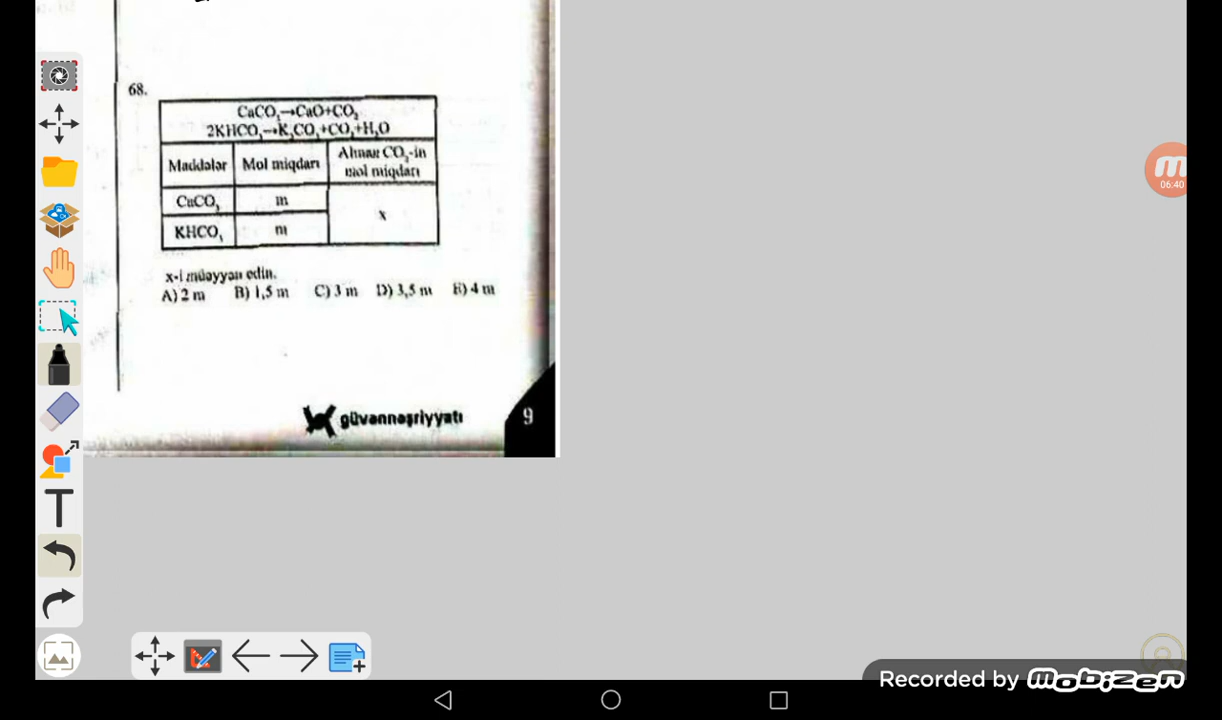 68.
CaCO₃→CaO+CO₂
2KHCO₃→K₂CO₃+CO₂+H₂O
Maddələr
Mol miqdarı
Alınan CO₂-in
mol miqdarı
CaCO₃
m
x
KHCO₃
m
x-i müəyyən edin.
A) 2 m B) 1,5 m C) 3 m D) 3,5 m E) 4 m
güvənnəşriyyatı
9
T
m
06:40
Recorded by mobizen